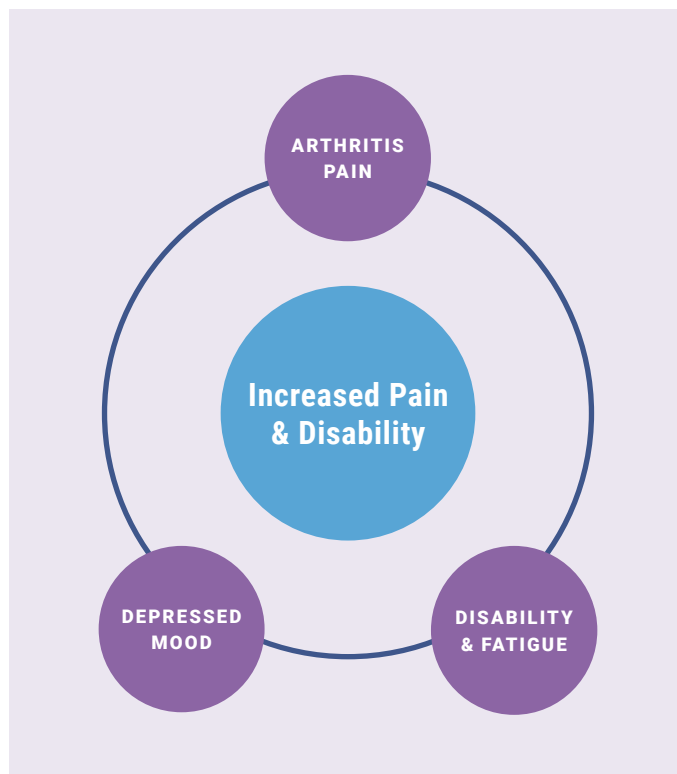 ARTHRITIS
PAIN
Increased Pain
& Disability
DEPRESSED
MOOD
DISABILITY
& FATIGUE